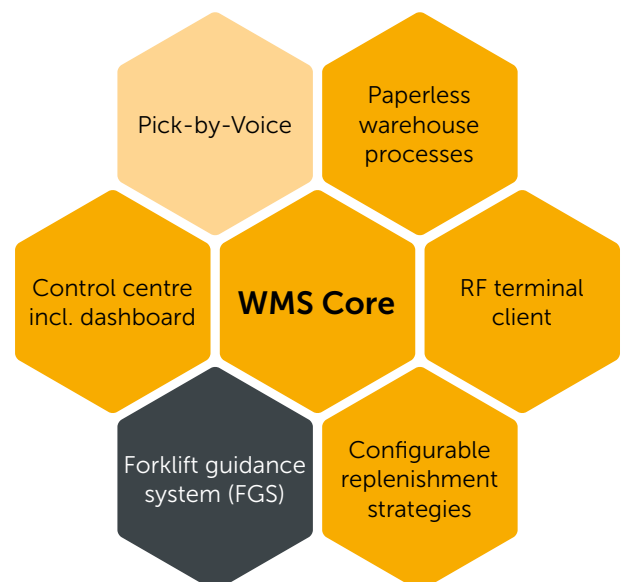 Pick-by-Voice
Paperless
warehouse
processes
Control centre
incl. dashboard
WMS Core
RF terminal
client
Forklift guidance
system (FGS)
Configurable
replenishment
strategies